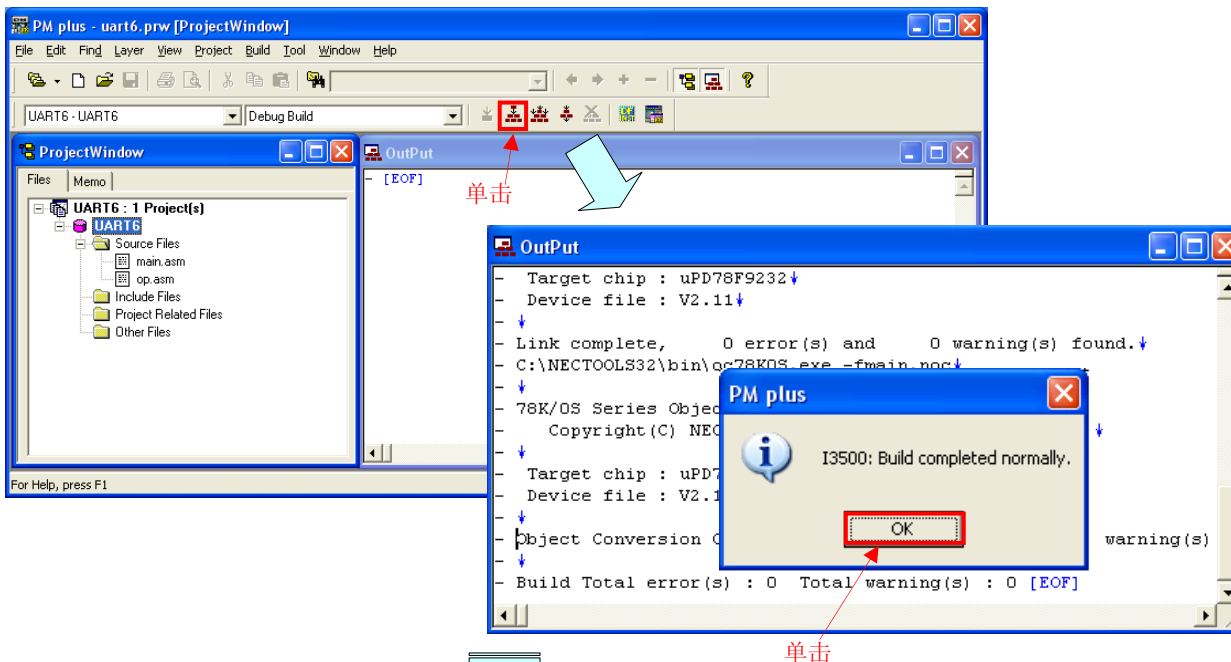 PM plus - uart6.prw [ProjectWindow]
File Edit Find Layer View Project Build Tool Window Help
UART6 - UART6 Debug Build
ProjectWindow
OutPut
Files Memo
- [EOF]
单击
UART6 : 1 Project(s)
UART6
Source Files
main.asm
op.asm
Include Files
Project Related Files
Other Files
For Help, press F1
OutPut
- Target chip : uPD78F9232↓
- Device file : V2.11↓
- ↓
- Link complete, 0 error(s) and 0 warning(s) found.↓
- C:\NECTOOLS32\bin\oc78K0S.exe -fmain.poc↓
- ↓
- 78K/0S Series Objec
- Copyright(C) NEC ↓
- ↓
- Target chip : uPD7
- Device file : V2.1
- ↓
- Object Conversion C warning(s)
- ↓
- Build Total error(s) : 0 Total warning(s) : 0 [EOF]
PM plus
I3500: Build completed normally.
OK
单击